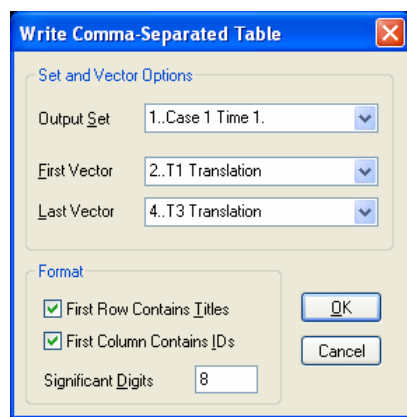 Write Comma-Separated Table
Set and Vector Options
Output Set 1..Case 1 Time 1.
First Vector 2..T1 Translation
Last Vector 4..T3 Translation
Format
First Row Contains Titles
First Column Contains IDs
Significant Digits 8
OK
Cancel